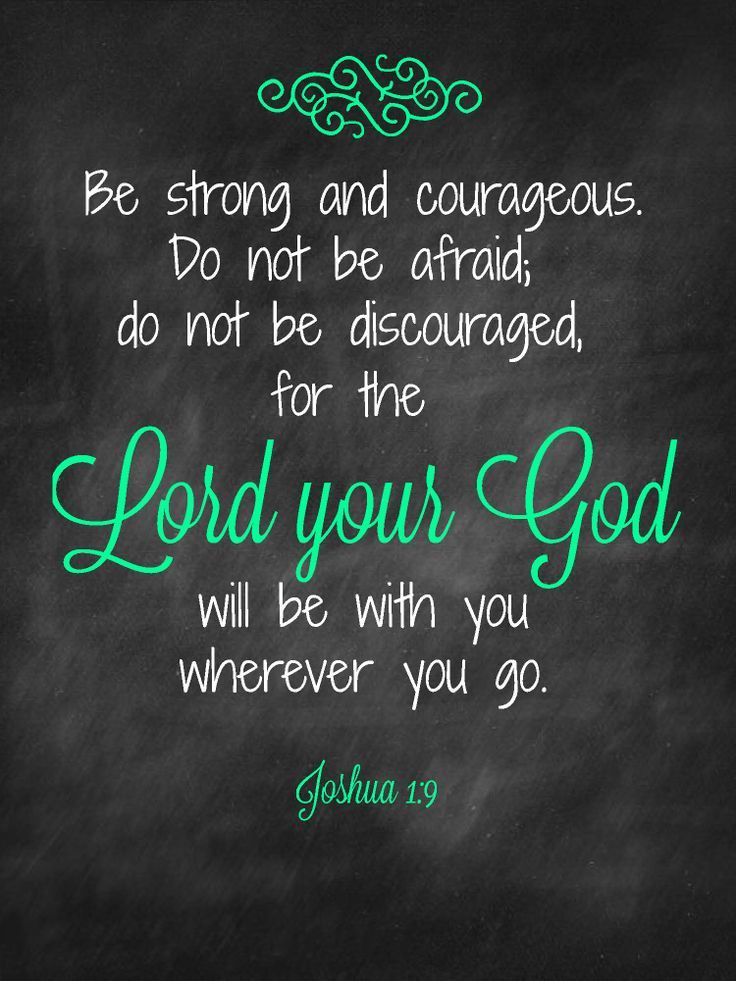 Be strong and courageous.
Do not be afraid;
do not be discouraged,
for the
Lord your God
will be with you
wherever you go.
Joshua 1:9